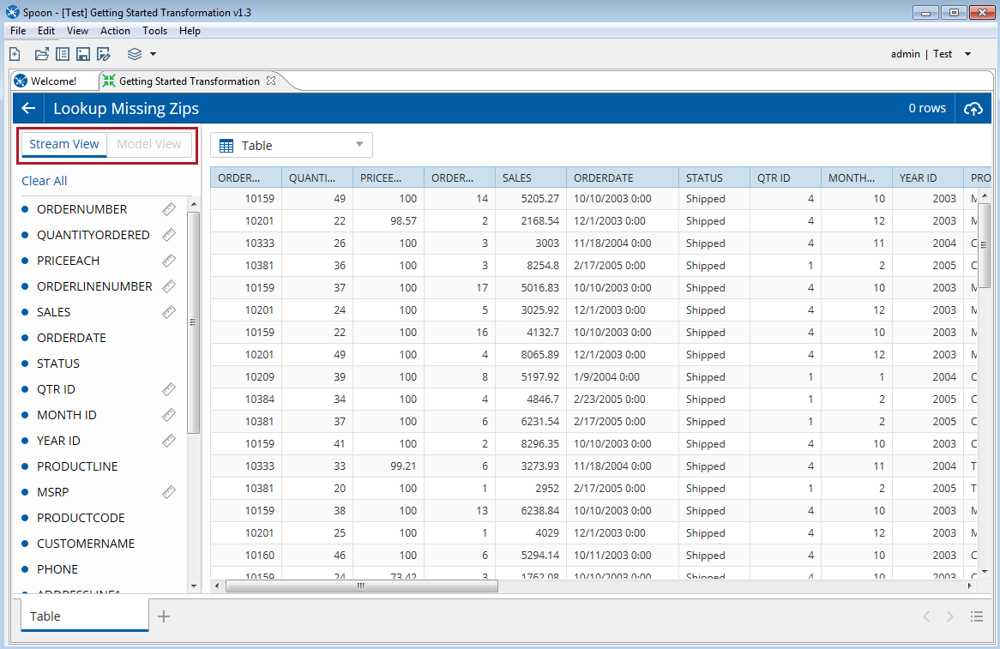 Spoon - [Test] Getting Started Transformation v1.3
File Edit View Action Tools Help
admin | Test
Welcome! Getting Started Transformation
Lookup Missing Zips 0 rows
Stream View Model View
Table
Clear All
ORDERNUMBER
QUANTITYORDERED
PRICEEACH
ORDERLINENUMBER
SALES
ORDERDATE
STATUS
QTR ID
MONTH ID
YEAR ID
PRODUCTLINE
MSRP
PRODUCTCODE
CUSTOMERNAME
PHONE
ADDRESSLINE1
ORDER... QUANTI... PRICEE... ORDER... SALES ORDERDATE STATUS QTR ID MONTH... YEAR ID PRO
10159 49 100 14 5205.27 10/10/2003 0:00 Shipped 4 10 2003 M
10201 22 98.57 2 2168.54 12/1/2003 0:00 Shipped 4 12 2003 M
10333 26 100 3 3003 11/18/2004 0:00 Shipped 4 11 2004 C
10381 36 100 3 8254.8 2/17/2005 0:00 Shipped 1 2 2005 C
10159 37 100 17 5016.83 10/10/2003 0:00 Shipped 4 10 2003 M
10201 24 100 5 3025.92 12/1/2003 0:00 Shipped 4 12 2003 M
10159 22 100 16 4132.7 10/10/2003 0:00 Shipped 4 10 2003 M
10201 49 100 4 8065.89 12/1/2003 0:00 Shipped 4 12 2003 M
10209 39 100 8 5197.92 1/9/2004 0:00 Shipped 1 1 2004 C
10384 34 100 4 4846.7 2/23/2005 0:00 Shipped 1 2 2005 C
10381 37 100 6 6231.54 2/17/2005 0:00 Shipped 1 2 2005 C
10159 41 100 2 8296.35 10/10/2003 0:00 Shipped 4 10 2003 C
10333 33 99.21 6 3273.93 11/18/2004 0:00 Shipped 4 11 2004 T
10381 20 100 1 2952 2/17/2005 0:00 Shipped 1 2 2005 T
10159 38 100 13 6238.84 10/10/2003 0:00 Shipped 4 10 2003 M
10201 25 100 1 4029 12/1/2003 0:00 Shipped 4 12 2003 M
10160 46 100 6 5294.14 10/11/2003 0:00 Shipped 4 10 2003 C
10159 24 73.42 3 1762.08 10/10/2003 0:00 Shipped 4 10 2003
Table